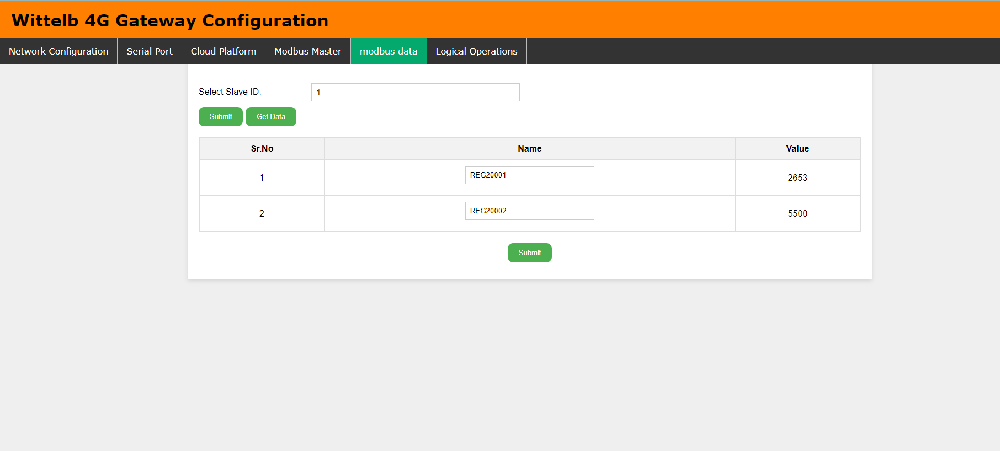 Wittelb 4G Gateway Configuration
Network Configuration Serial Port Cloud Platform Modbus Master modbus data Logical Operations
Select Slave ID: 1
Submit Get Data
Sr.No Name Value
1 REG20001 2653
2 REG20002 5500
Submit